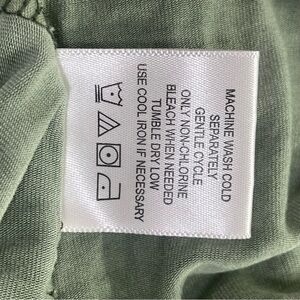 MACHINE WASH COLD
SEPARATELY
GENTLE CYCLE
ONLY NON-CHLORINE
BLEACH WHEN NEEDED
TUMBLE DRY LOW
USE COOL IRON IF NECESSARY